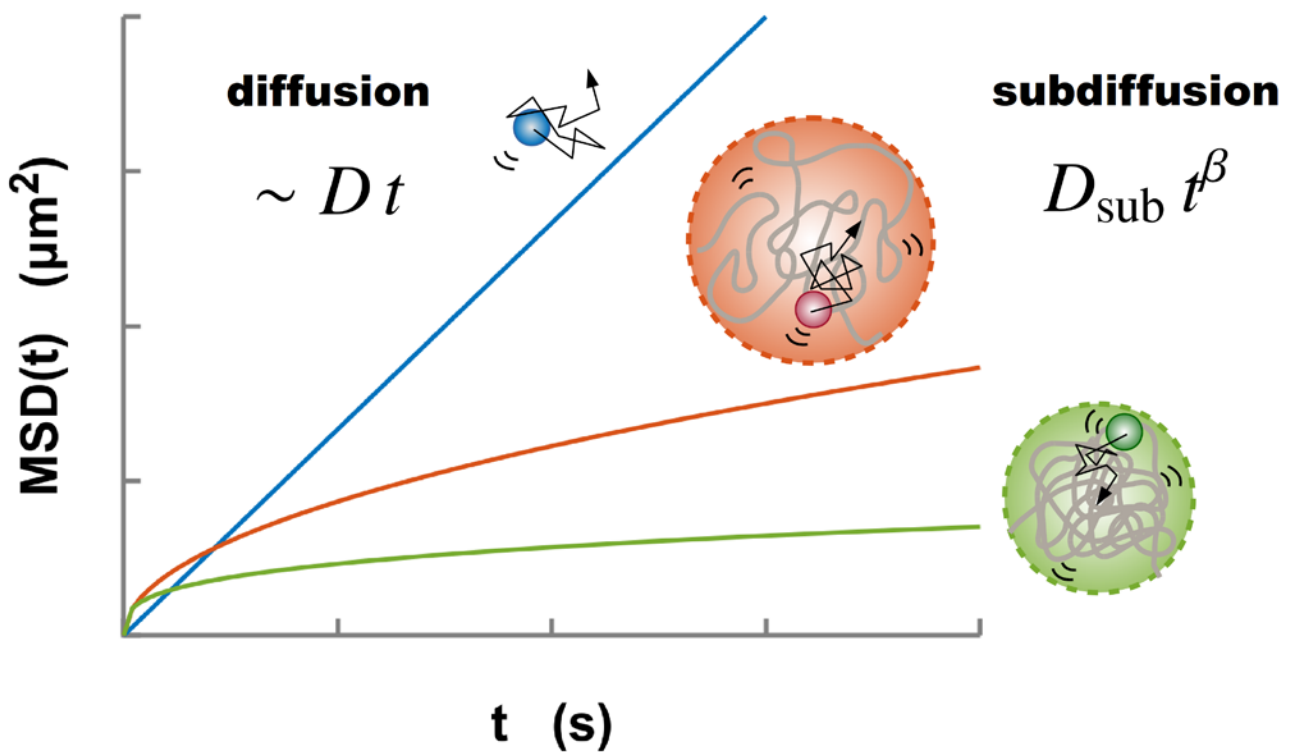 diffusion
~ D t
subdiffusion
D_sub t^β
MSD(t) (μm²)
t (s)